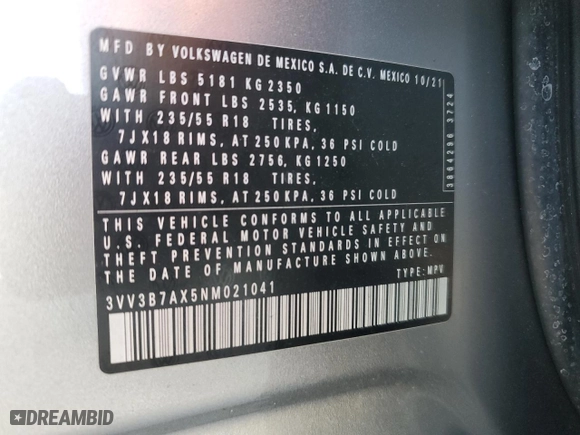 MFD BY VOLKSWAGEN DE MEXICO S.A. DE C.V. MEXICO 10/21
GVWR LBS 5181 KG 2350
GAWR FRONT LBS 2535, KG 1150
WITH 235/55 R18 TIRES,
7JX18 RIMS, AT 250 KPA, 36 PSI COLD
GAWR REAR LBS 2756, KG 1250
WITH 235/55 R18 TIRES,
7JX18 RIMS, AT 250 KPA, 36 PSI COLD
THIS VEHICLE CONFORMS TO ALL APPLICABLE
U.S. FEDERAL MOTOR VEHICLE SAFETY AND
THEFT PREVENTION STANDARDS IN EFFECT ON
THE DATE OF MANUFACTURE SHOWN ABOVE.
3VV3B7AX5NM021041 TYPE: MPV
3864290 3724
DREAMBID